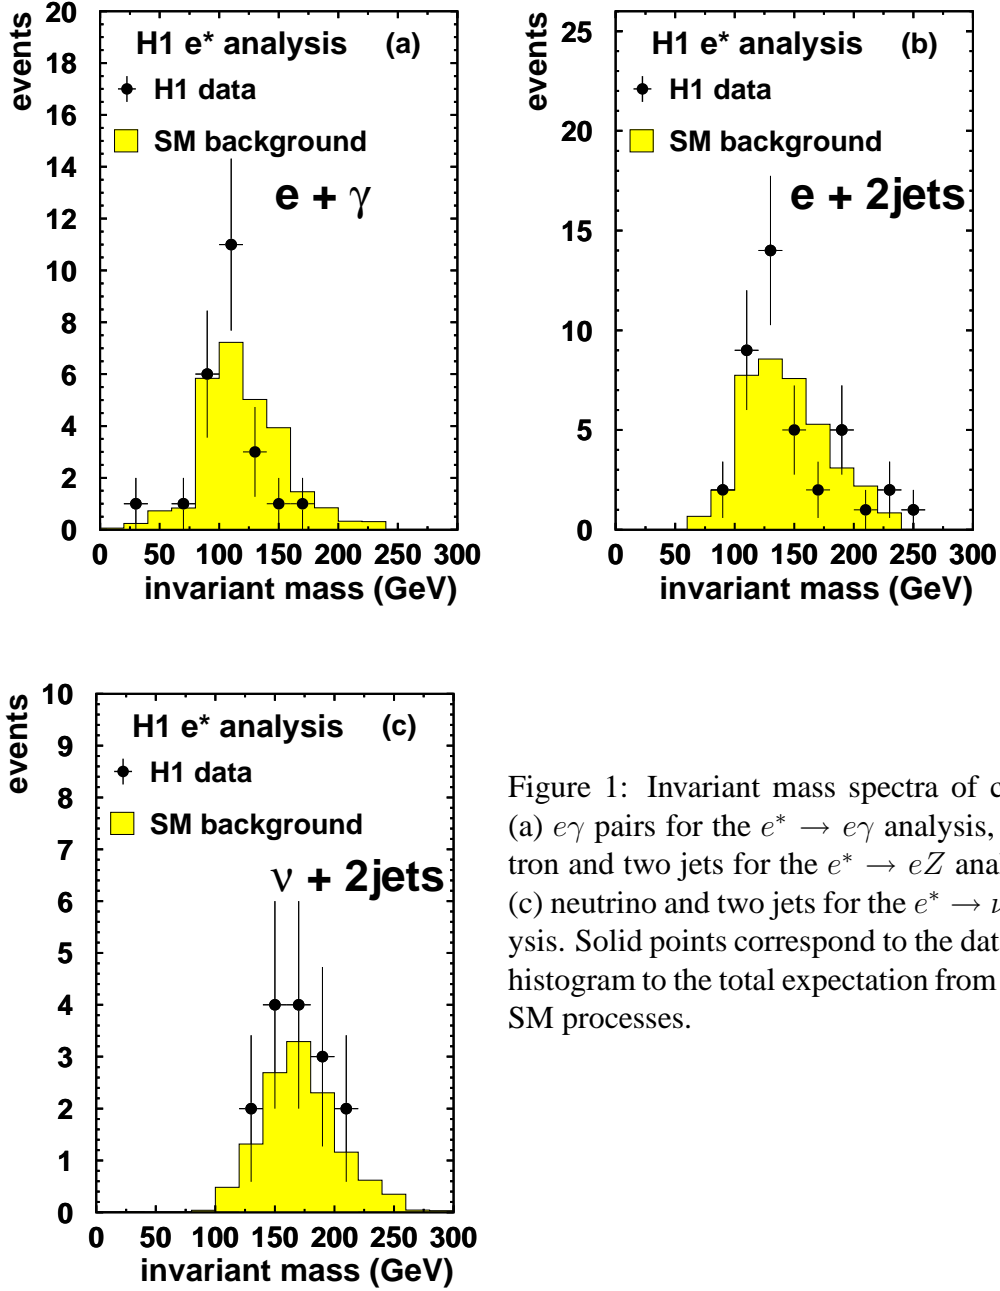 events
20
18
16
14
12
10
8
6
4
2
0
H1 e* analysis (a)
H1 data
SM background
e + γ
0 50 100 150 200 250 300
invariant mass (GeV)
events
25
20
15
10
5
0
H1 e* analysis (b)
H1 data
SM background
e + 2jets
0 50 100 150 200 250 300
invariant mass (GeV)
events
10
9
8
7
6
5
4
3
2
1
0
H1 e* analysis (c)
H1 data
SM background
ν + 2jets
0 50 100 150 200 250 300
invariant mass (GeV)
Figure 1: Invariant mass spectra of c
(a) eγ pairs for the e* → eγ analysis,
tron and two jets for the e* → eZ anal
(c) neutrino and two jets for the e* → ν
ysis. Solid points correspond to the dat
histogram to the total expectation from
SM processes.